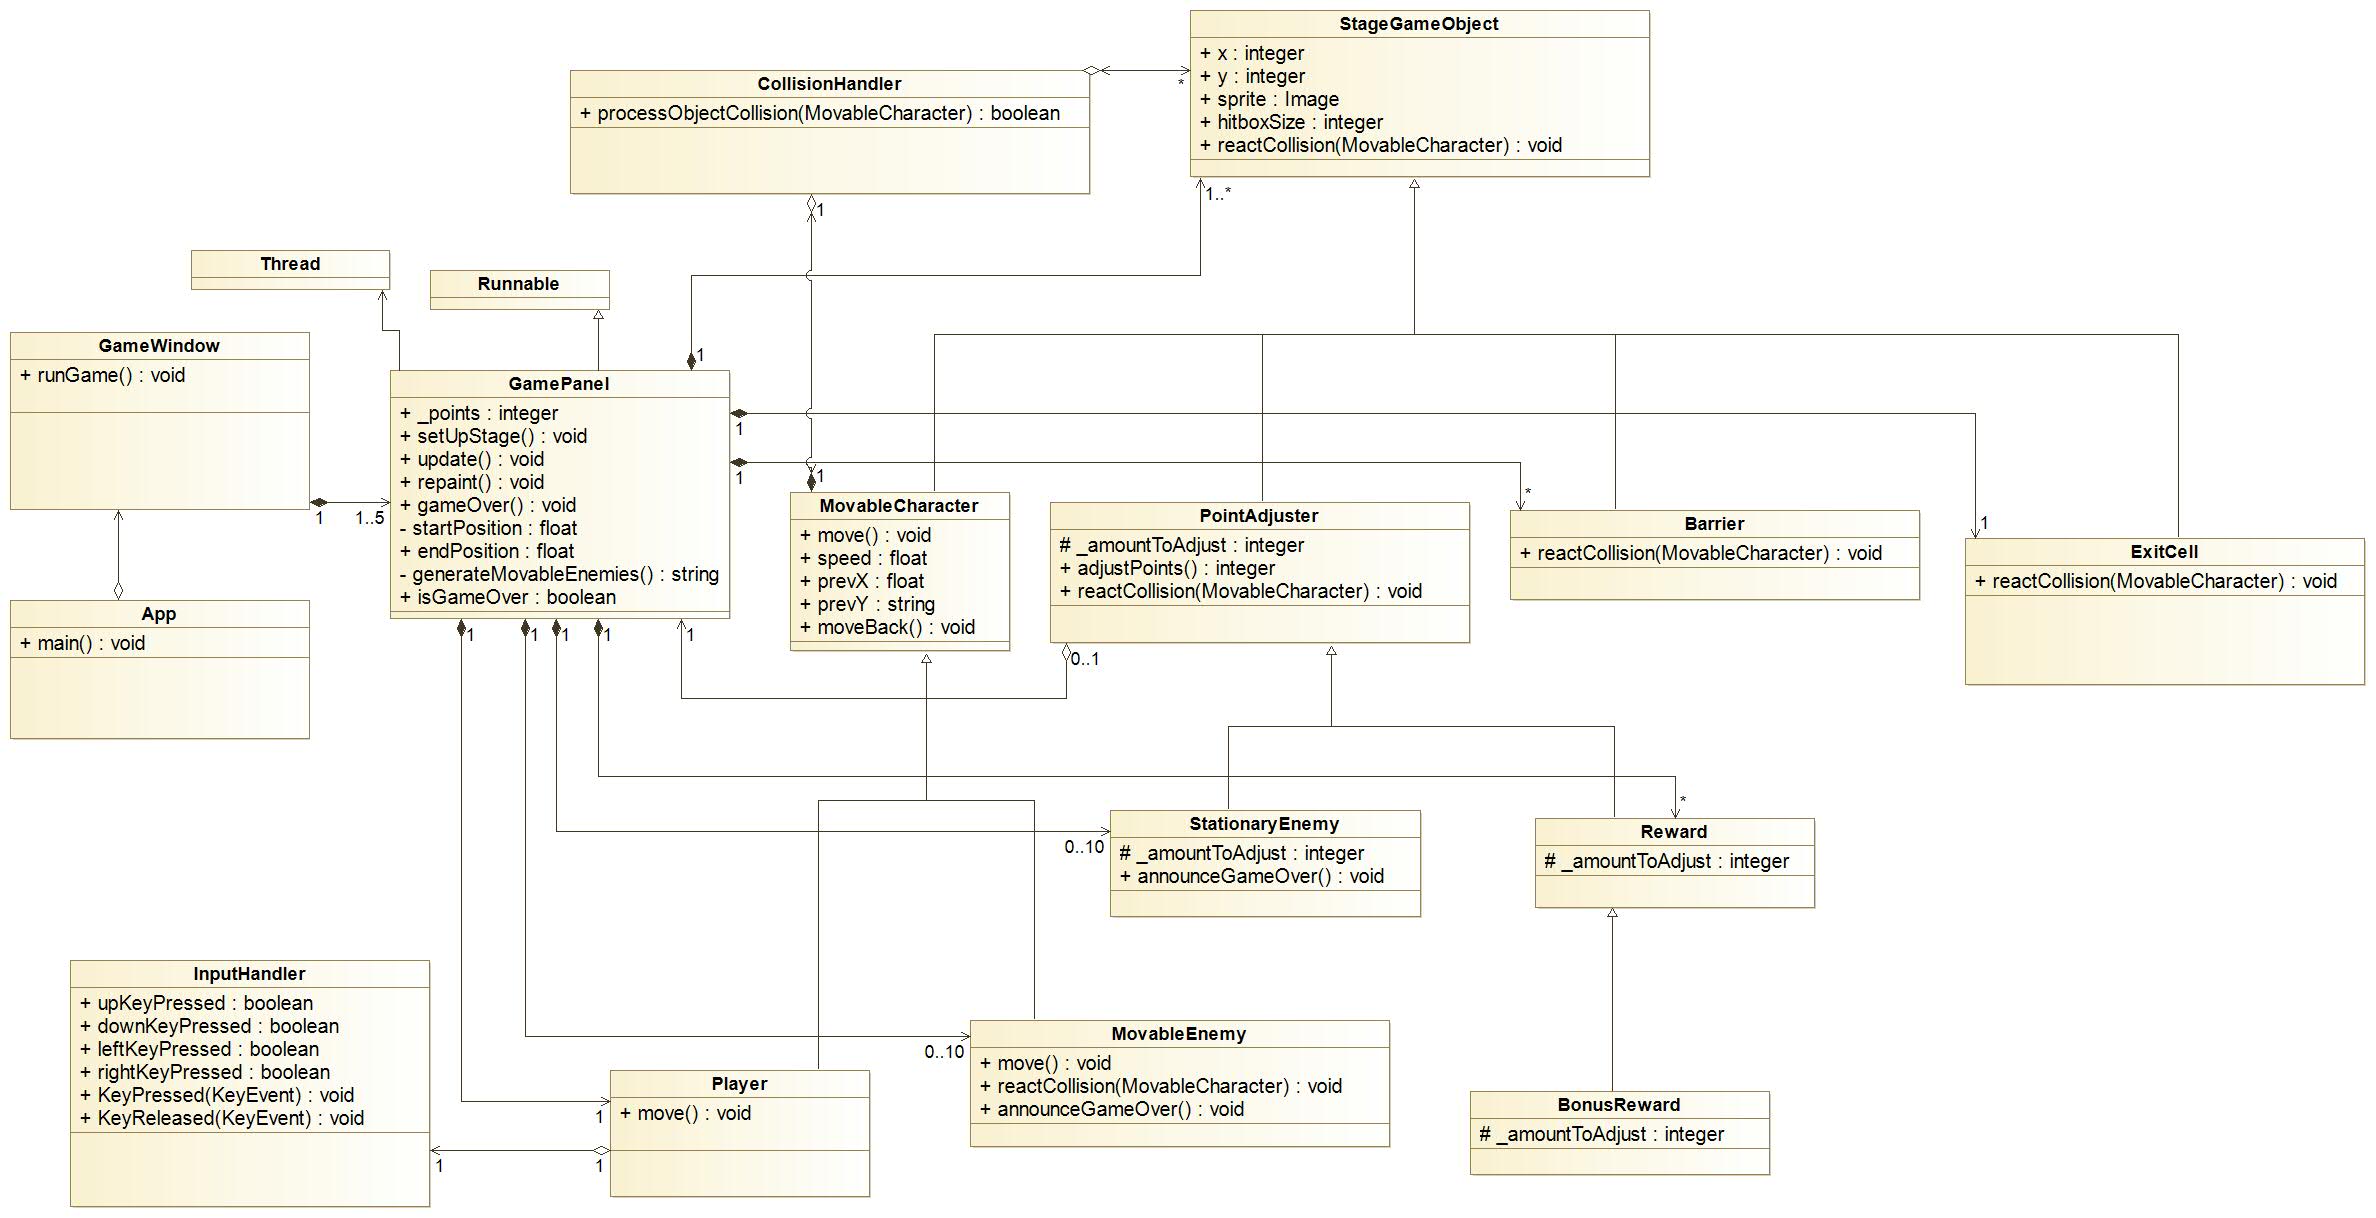 StageGameObject
+ x : integer
+ y : integer
+ sprite : Image
+ hitboxSize : integer
+ reactCollision(MovableCharacter) : void
CollisionHandler
+ processObjectCollision(MovableCharacter) : boolean
*
1
1..*
Thread
Runnable
GameWindow
+ runGame() : void
1
1..5
GamePanel
+ _points : integer
+ setUpStage() : void
+ update() : void
+ repaint() : void
+ gameOver() : void
- startPosition : float
+ endPosition : float
- generateMovableEnemies() : string
+ isGameOver : boolean
1
1
1
1
1
1
1
1
App
+ main() : void
1
MovableCharacter
+ move() : void
+ speed : float
+ prevX : float
+ prevY : string
+ moveBack() : void
PointAdjuster
# _amountToAdjust : integer
+ adjustPoints() : integer
+ reactCollision(MovableCharacter) : void
0..1
*
Barrier
+ reactCollision(MovableCharacter) : void
1
ExitCell
+ reactCollision(MovableCharacter) : void
StationaryEnemy
# _amountToAdjust : integer
+ announceGameOver() : void
0..10
*
Reward
# _amountToAdjust : integer
InputHandler
+ upKeyPressed : boolean
+ downKeyPressed : boolean
+ leftKeyPressed : boolean
+ rightKeyPressed : boolean
+ KeyPressed(KeyEvent) : void
+ KeyReleased(KeyEvent) : void
1
Player
+ move() : void
1
1
MovableEnemy
+ move() : void
+ reactCollision(MovableCharacter) : void
+ announceGameOver() : void
0..10
BonusReward
# _amountToAdjust : integer